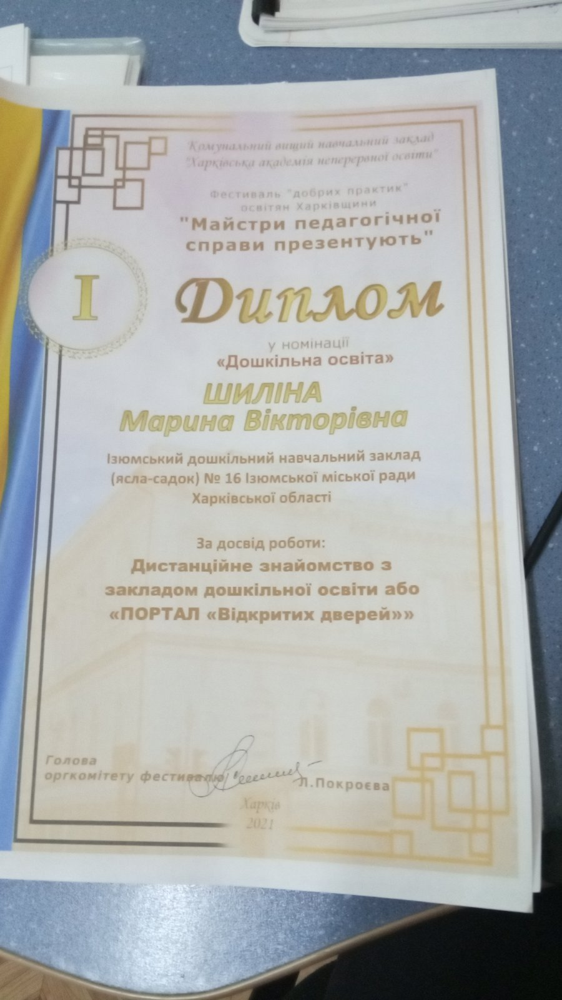 Комунальний вищий навчальний заклад
"Харківська академія неперервної освіти"
Фестиваль "добрих практик"
освітян Харківщини
"Майстри педагогічної
справи презентують"
I
Диплом
у номінації
«Дошкільна освіта»
ШИЛІНА
Марина Вікторівна
Ізюмський дошкільний навчальний заклад
(ясла-садок) № 16 Ізюмської міської ради
Харківської області
За досвід роботи:
Дистанційне знайомство з
закладом дошкільної освіти або
«ПОРТАЛ «Відкритих дверей»»
Голова
оргкомітету фестивалю
Л.Покроєва
Харків
2021